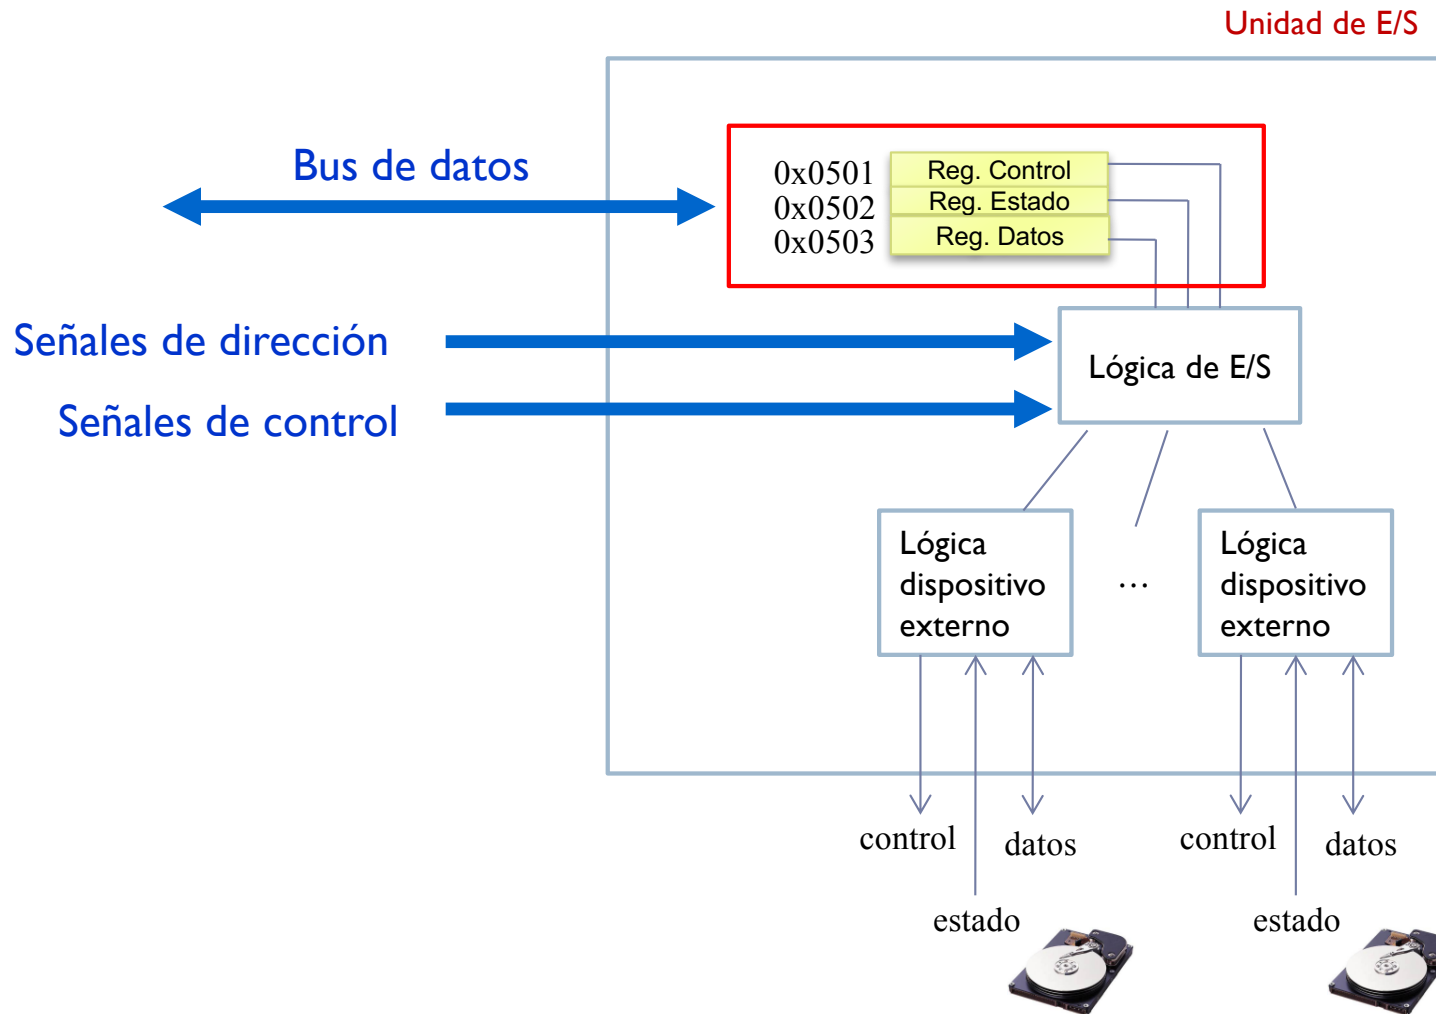 Unidad de E/S
Bus de datos
0x0501 Reg. Control
0x0502 Reg. Estado
0x0503 Reg. Datos
Señales de dirección
Señales de control
Lógica de E/S
Lógica
dispositivo
externo
...
Lógica
dispositivo
externo
control
datos
estado
control
datos
estado